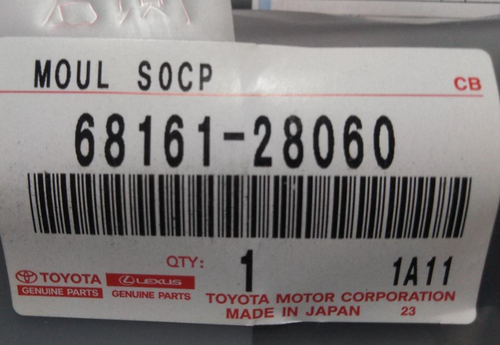 MOUL SOCP
CB
68161-28060
QTY: 1 1A11
TOYOTA LEXUS
GENUINE PARTS GENUINE PARTS
TOYOTA MOTOR CORPORATION
MADE IN JAPAN 23